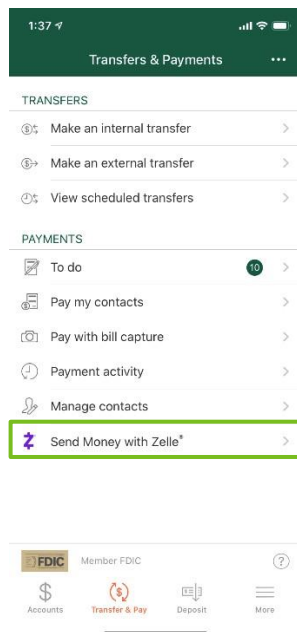 1:37
Transfers & Payments
TRANSFERS
Make an internal transfer
Make an external transfer
View scheduled transfers
PAYMENTS
To do 10
Pay my contacts
Pay with bill capture
Payment activity
Manage contacts
Send Money with Zelle®
FDIC Member FDIC
Accounts Transfer & Pay Deposit More